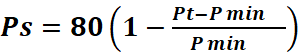 Ps = 80 (1 − (Pt−P min)/(P min))